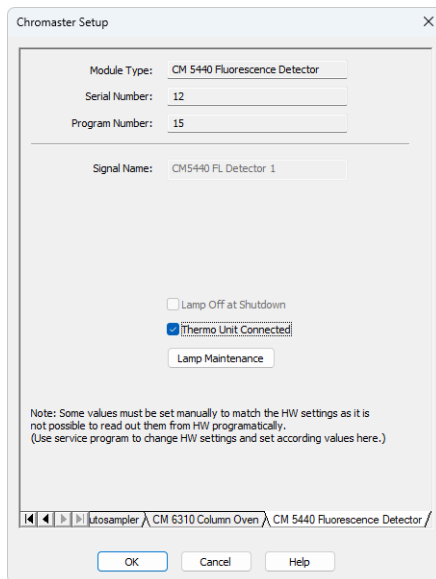 Chromaster Setup
Module Type: CM 5440 Fluorescence Detector
Serial Number: 12
Program Number: 15
Signal Name: CM5440 FL Detector 1
Lamp Off at Shutdown
Thermo Unit Connected
Lamp Maintenance
Note: Some values must be set manually to match the HW settings as it is
not possible to read out them from HW programatically.
(Use service program to change HW settings and set according values here.)
utosampler CM 6310 Column Oven CM 5440 Fluorescence Detector
OK Cancel Help